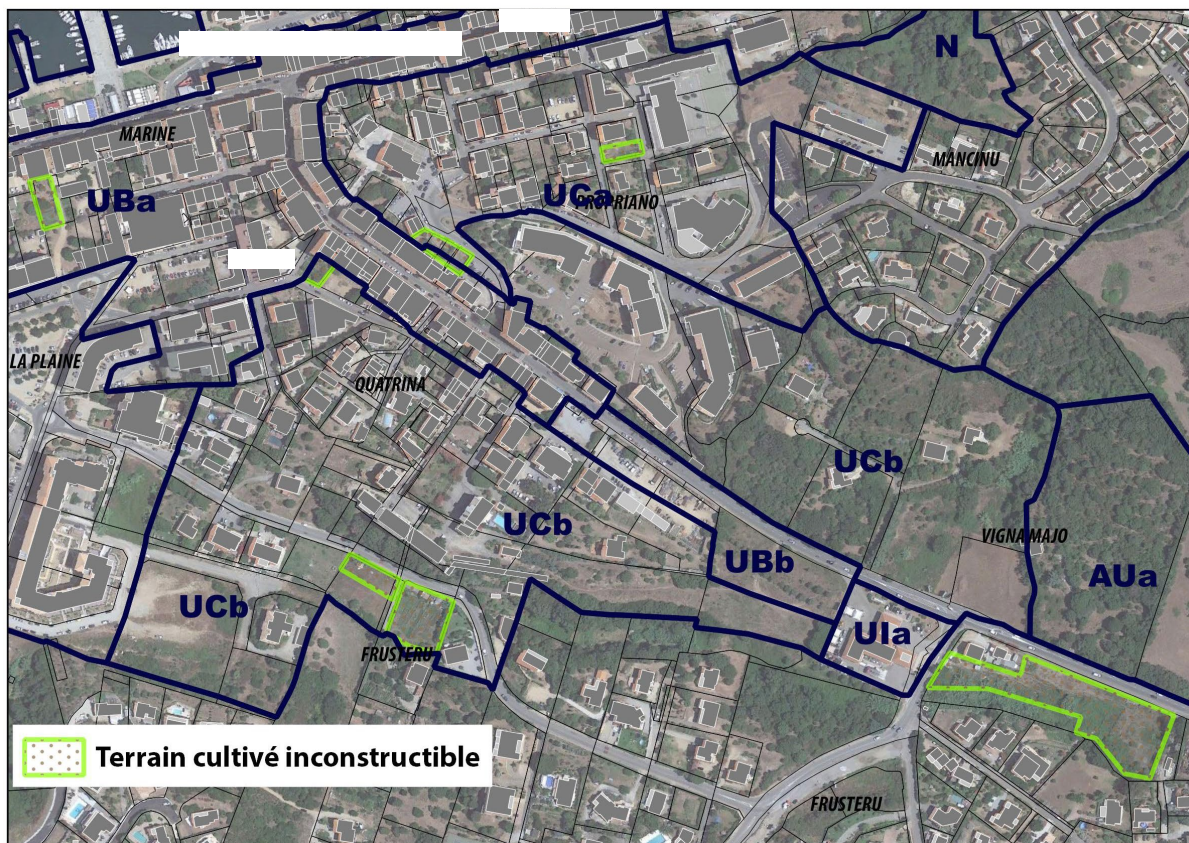 N
MARINE
MANCINU
UBa
UCa
PROPRIANO
LA PLAINE
QUATRINA
UCb
UCb
VIGNA MAJO
UBb
AUa
UCb
UIa
FRUSTERU
Terrain cultivé inconstructible
FRUSTERU